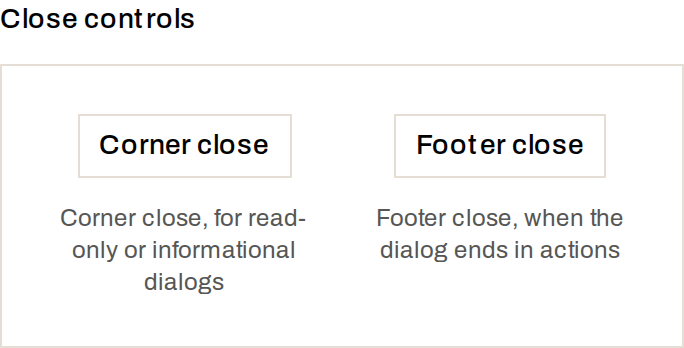 Close controls
Corner close
Footer close
Corner close, for read-
only or informational
dialogs
Footer close, when the
dialog ends in actions